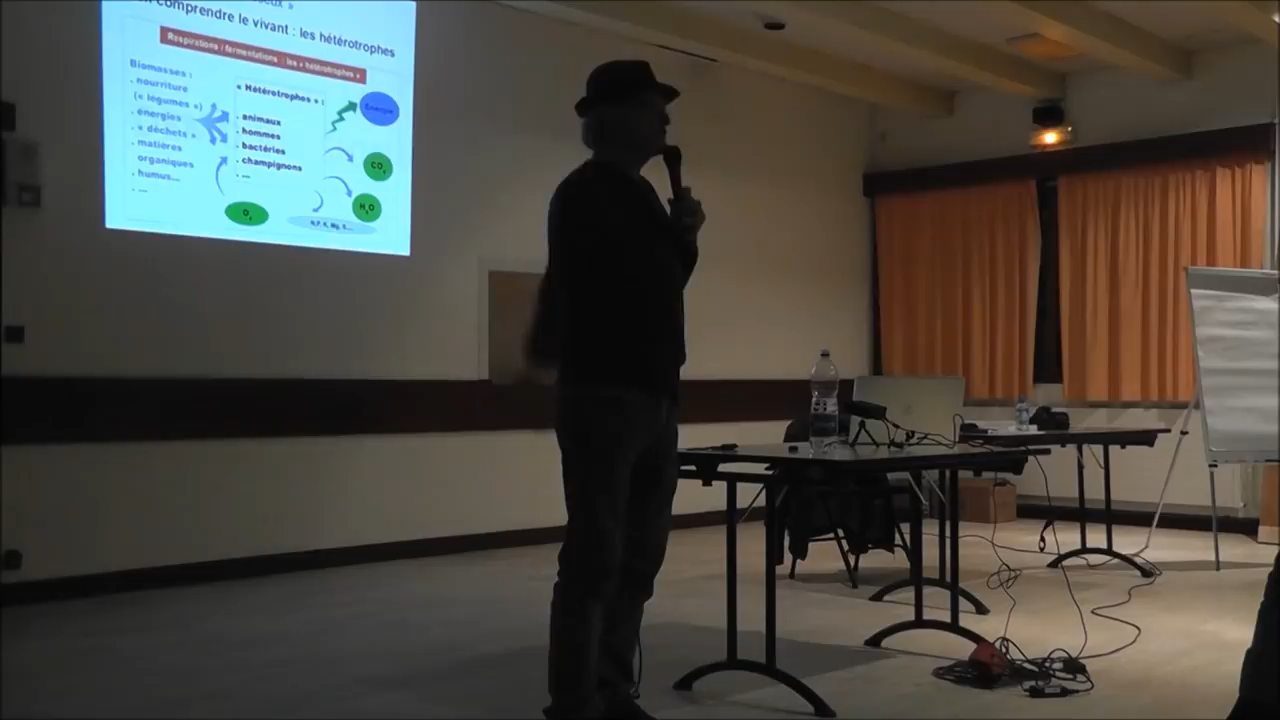 comprendre le vivant : les hétérotrophes
Respirations / fermentations : les « hétérotrophes »
Biomasses :
. nourriture
(« légumes »)
. énergies
. « déchets »
. matières
organiques
. humus...
. ...
« Hétérotrophes » :
. animaux
. hommes
. bactéries
. champignons
. ...
Energie
CO2
H2O
O2
N,P, K, Mg, S....